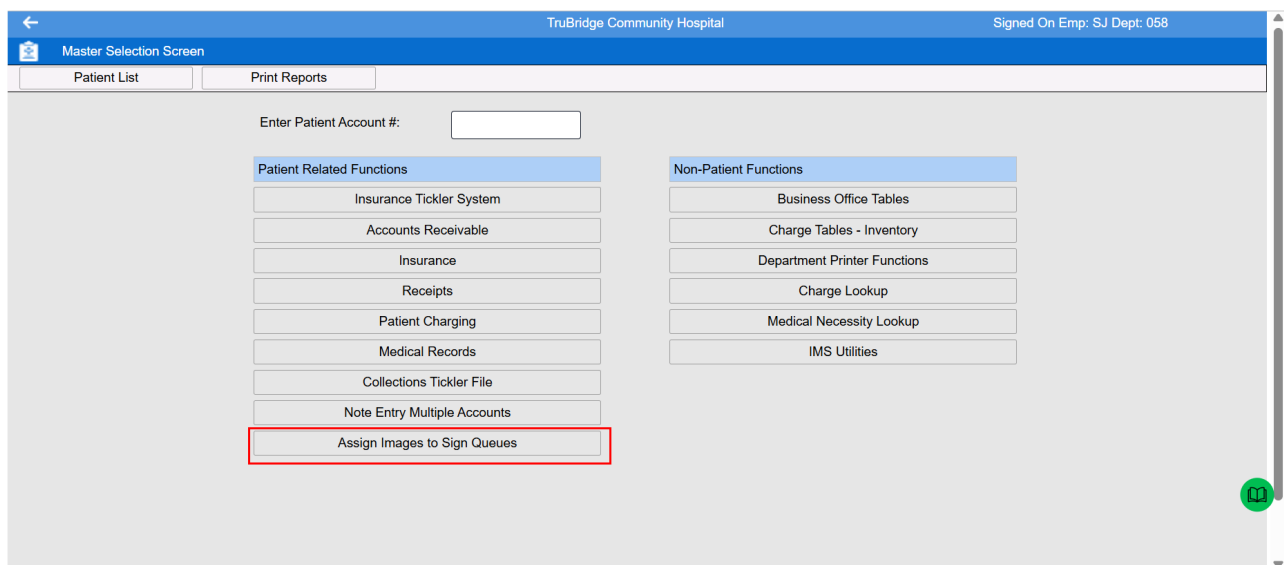 TruBridge Community Hospital
Signed On Emp: SJ Dept: 058
Master Selection Screen
Patient List
Print Reports
Enter Patient Account #:
Patient Related Functions
Insurance Tickler System
Accounts Receivable
Insurance
Receipts
Patient Charging
Medical Records
Collections Tickler File
Note Entry Multiple Accounts
Assign Images to Sign Queues
Non-Patient Functions
Business Office Tables
Charge Tables - Inventory
Department Printer Functions
Charge Lookup
Medical Necessity Lookup
IMS Utilities